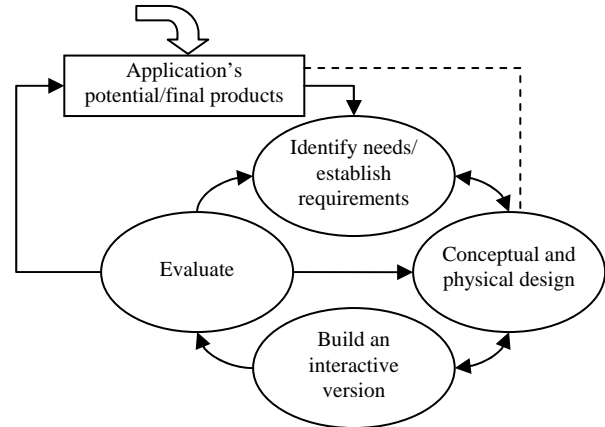 Application’s
potential/final products
Identify needs/
establish
requirements
Evaluate
Conceptual and
physical design
Build an
interactive
version